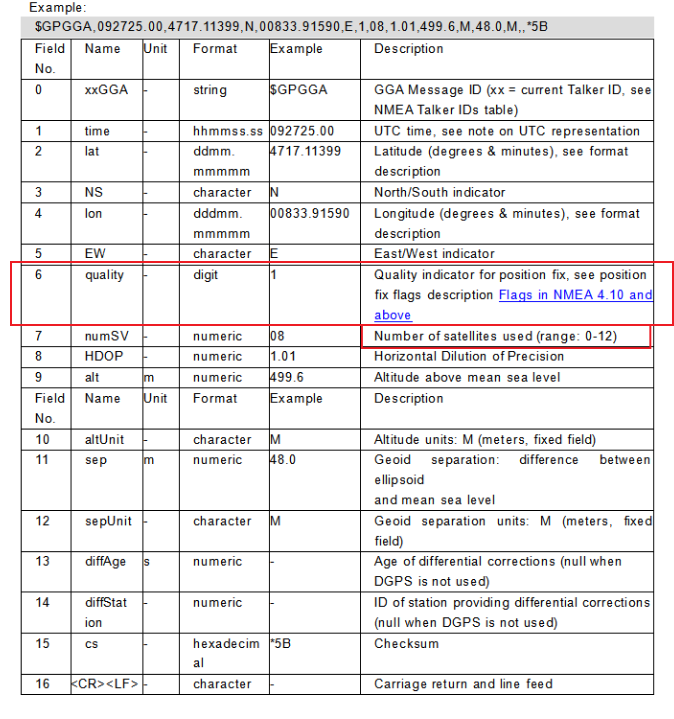 Example:
$GPGGA,092725.00,4717.11399,N,00833.91590,E,1,08,1.01,499.6,M,48.0,M,,*5B
Field Name Unit Format Example Description
No.
0 xxGGA - string $GPGGA GGA Message ID (xx = current Talker ID, see
NMEA Talker IDs table)
1 time - hhmmss.ss 092725.00 UTC time, see note on UTC representation
2 lat - ddmm. 4717.11399 Latitude (degrees & minutes), see format
mmmmm description
3 NS - character N North/South indicator
4 lon - dddmm. 00833.91590 Longitude (degrees & minutes), see format
mmmmm description
5 EW - character E East/West indicator
6 quality - digit 1 Quality indicator for position fix, see position
fix flags description Flags in NMEA 4.10 and
above
7 numSV - numeric 08 Number of satellites used (range: 0-12)
8 HDOP - numeric 1.01 Horizontal Dilution of Precision
9 alt m numeric 499.6 Altitude above mean sea level
Field Name Unit Format Example Description
No.
10 altUnit - character M Altitude units: M (meters, fixed field)
11 sep m numeric 48.0 Geoid separation: difference between
ellipsoid
and mean sea level
12 sepUnit - character M Geoid separation units: M (meters, fixed
field)
13 diffAge s numeric - Age of differential corrections (null when
DGPS is not used)
14 diffStat - numeric - ID of station providing differential corrections
ion (null when DGPS is not used)
15 cs - hexadecim *5B Checksum
al
16 <CR><LF> - character - Carriage return and line feed